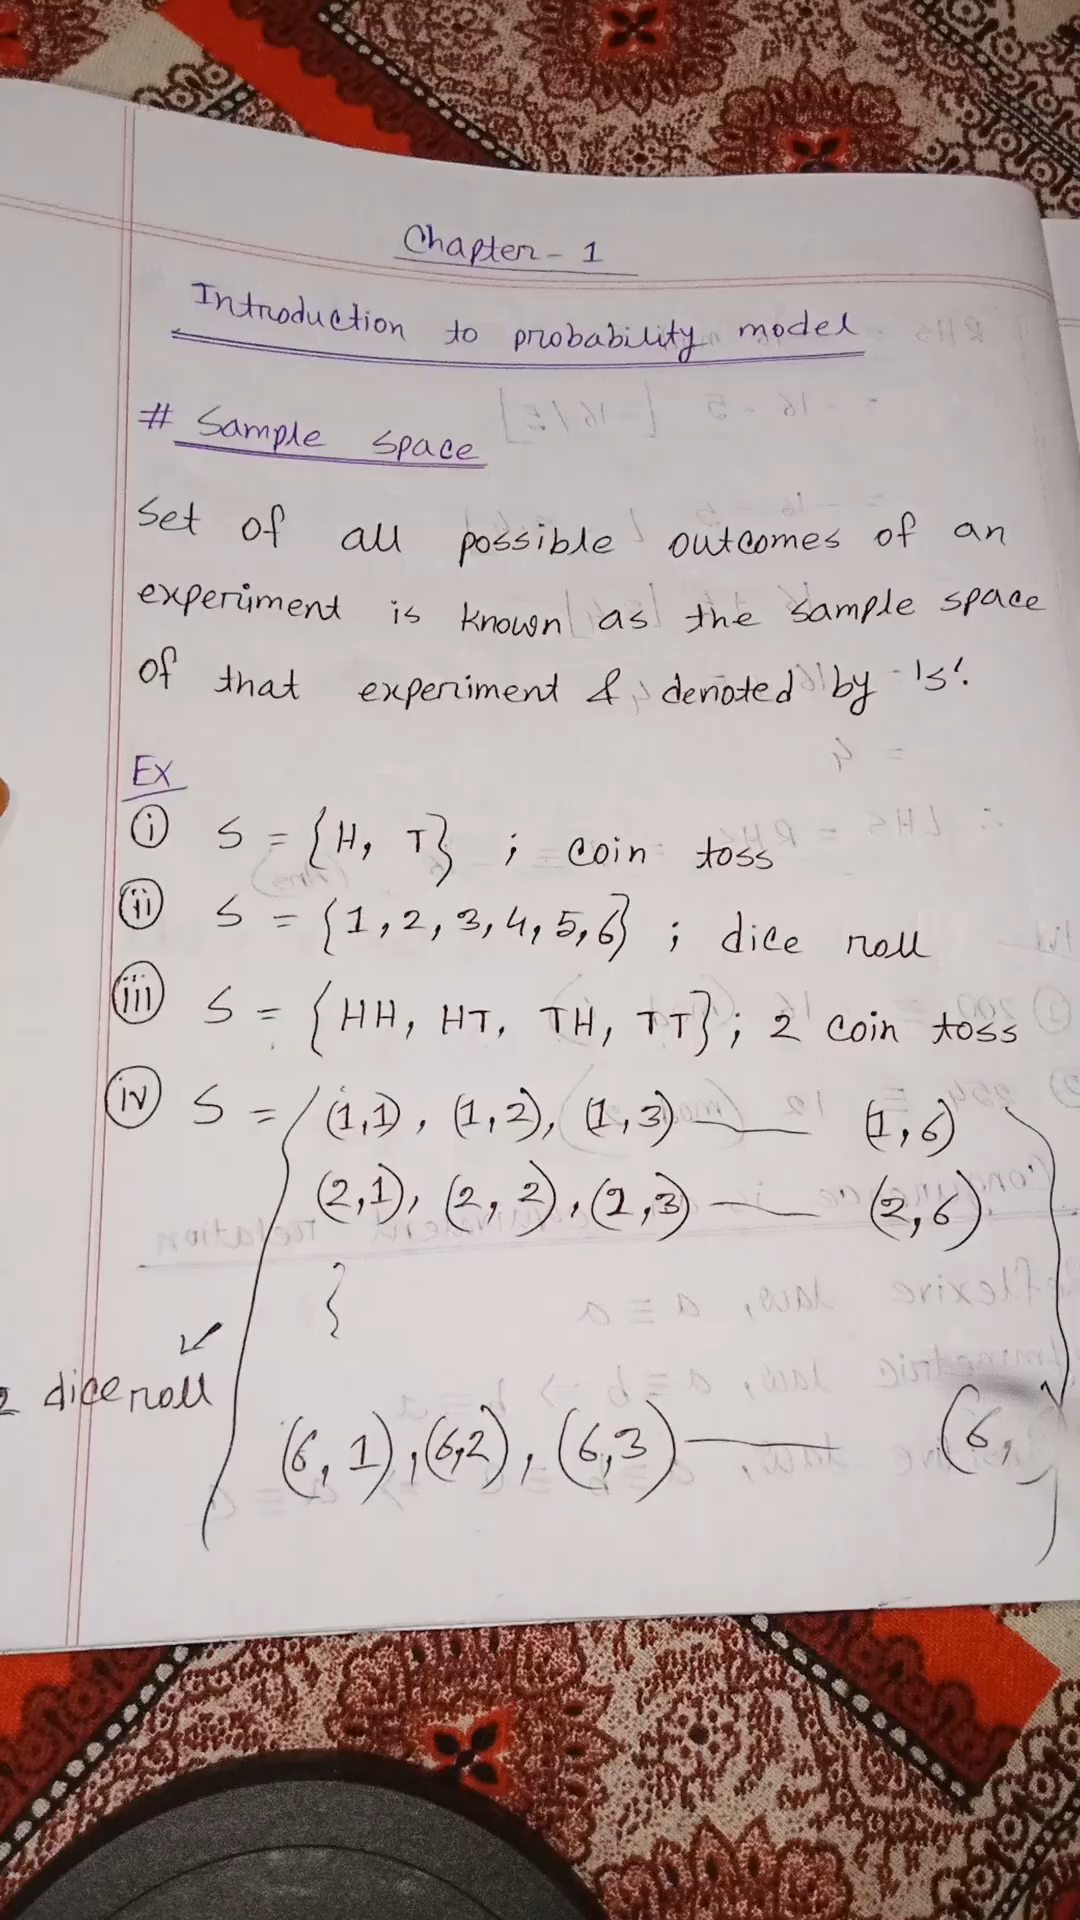 Chapter - 1
Introduction to probability model
# Sample space
Set of all possible outcomes of an
experiment is known as the sample space
of that experiment & denoted by 's'.
Ex
(i) S = {H, T} ; coin toss
(ii) S = {1, 2, 3, 4, 5, 6} ; dice roll
(iii) S = {HH, HT, TH, TT} ; 2 coin toss
(iv) S = (1,1), (1,2), (1,3) — (1,6)
(2,1), (2,2), (2,3) — (2,6)
2 dice roll
(6,1), (6,2), (6,3) — (6,